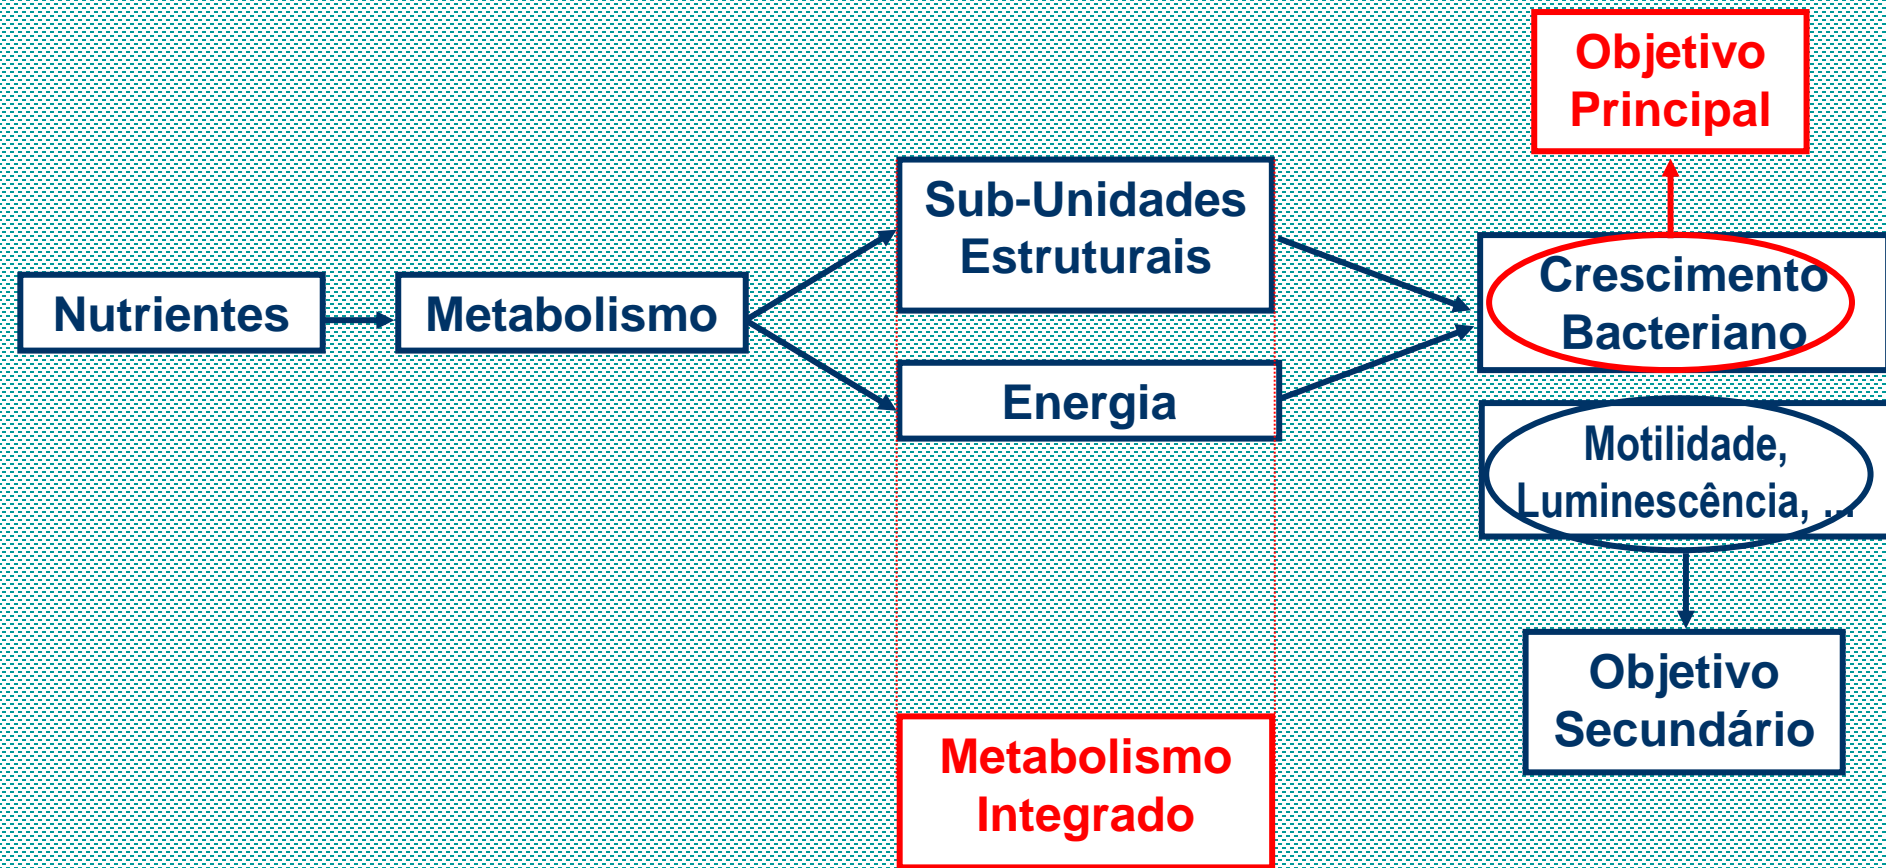 Objetivo
Principal
Sub-Unidades
Estruturais
Nutrientes
Metabolismo
Crescimento
Bacteriano
Energia
Motilidade,
Luminescência, ...
Objetivo
Secundário
Metabolismo
Integrado